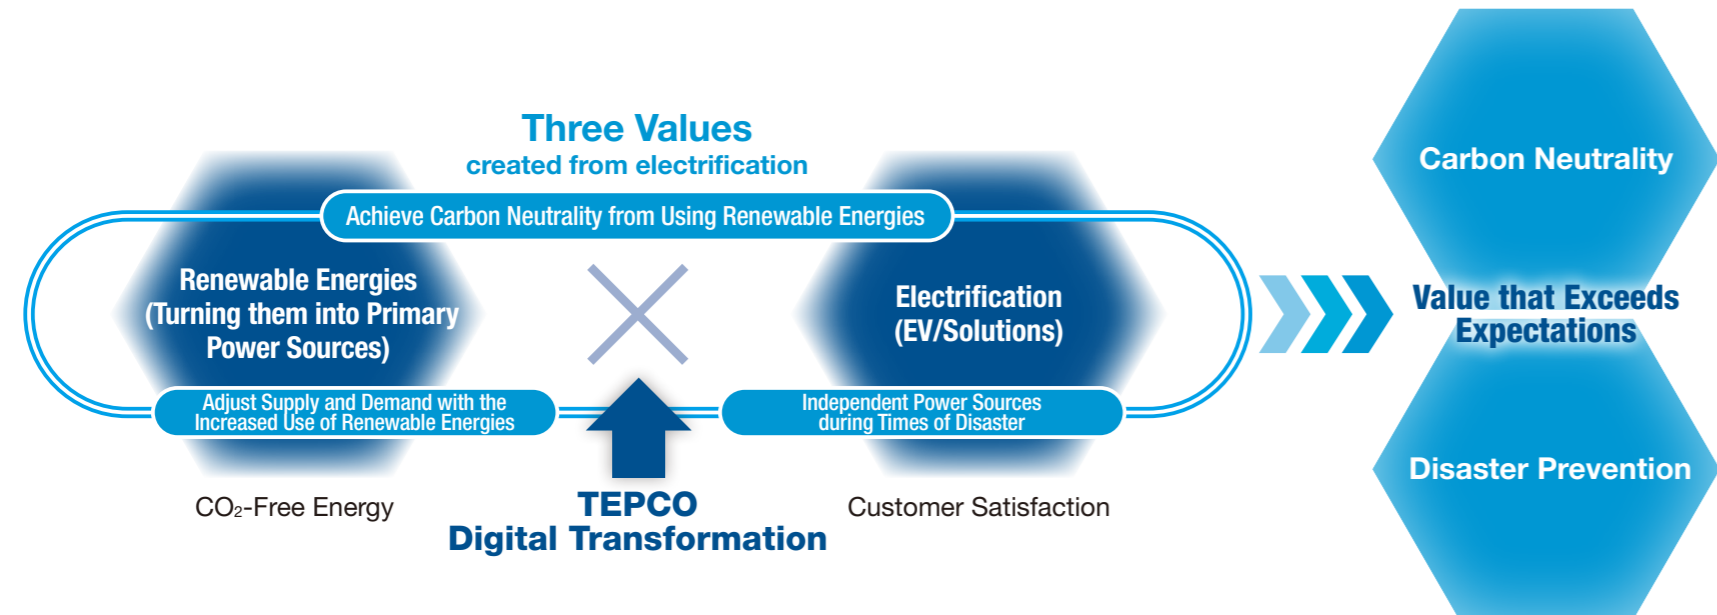 Three Values
created from electrification
Achieve Carbon Neutrality from Using Renewable Energies
Renewable Energies
(Turning them into Primary
Power Sources)
Electrification
(EV/Solutions)
Adjust Supply and Demand with the
Increased Use of Renewable Energies
Independent Power Sources
during Times of Disaster
CO₂-Free Energy
TEPCO
Digital Transformation
Customer Satisfaction
Carbon Neutrality
Value that Exceeds
Expectations
Disaster Prevention